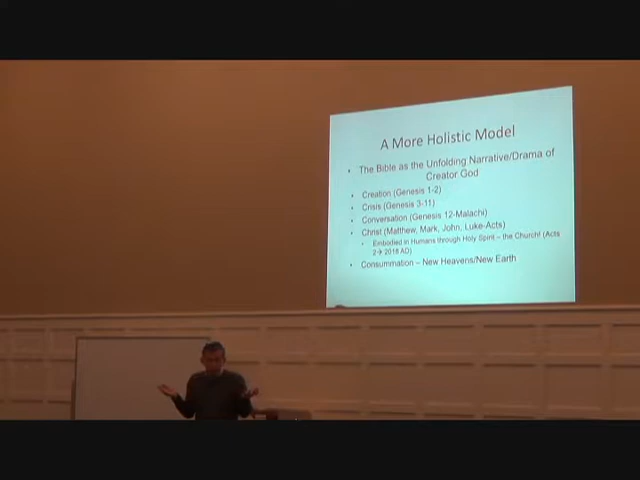 A More Holistic Model
• The Bible as the Unfolding Narrative/Drama of
Creator God
• Creation (Genesis 1-2)
• Crisis (Genesis 3-11)
• Conversation (Genesis 12-Malachi)
• Christ (Matthew, Mark, John, Luke-Acts)
• Embodied in Humans through Holy Spirit – the Church! (Acts
2→ 2018 AD)
• Consummation – New Heavens/New Earth